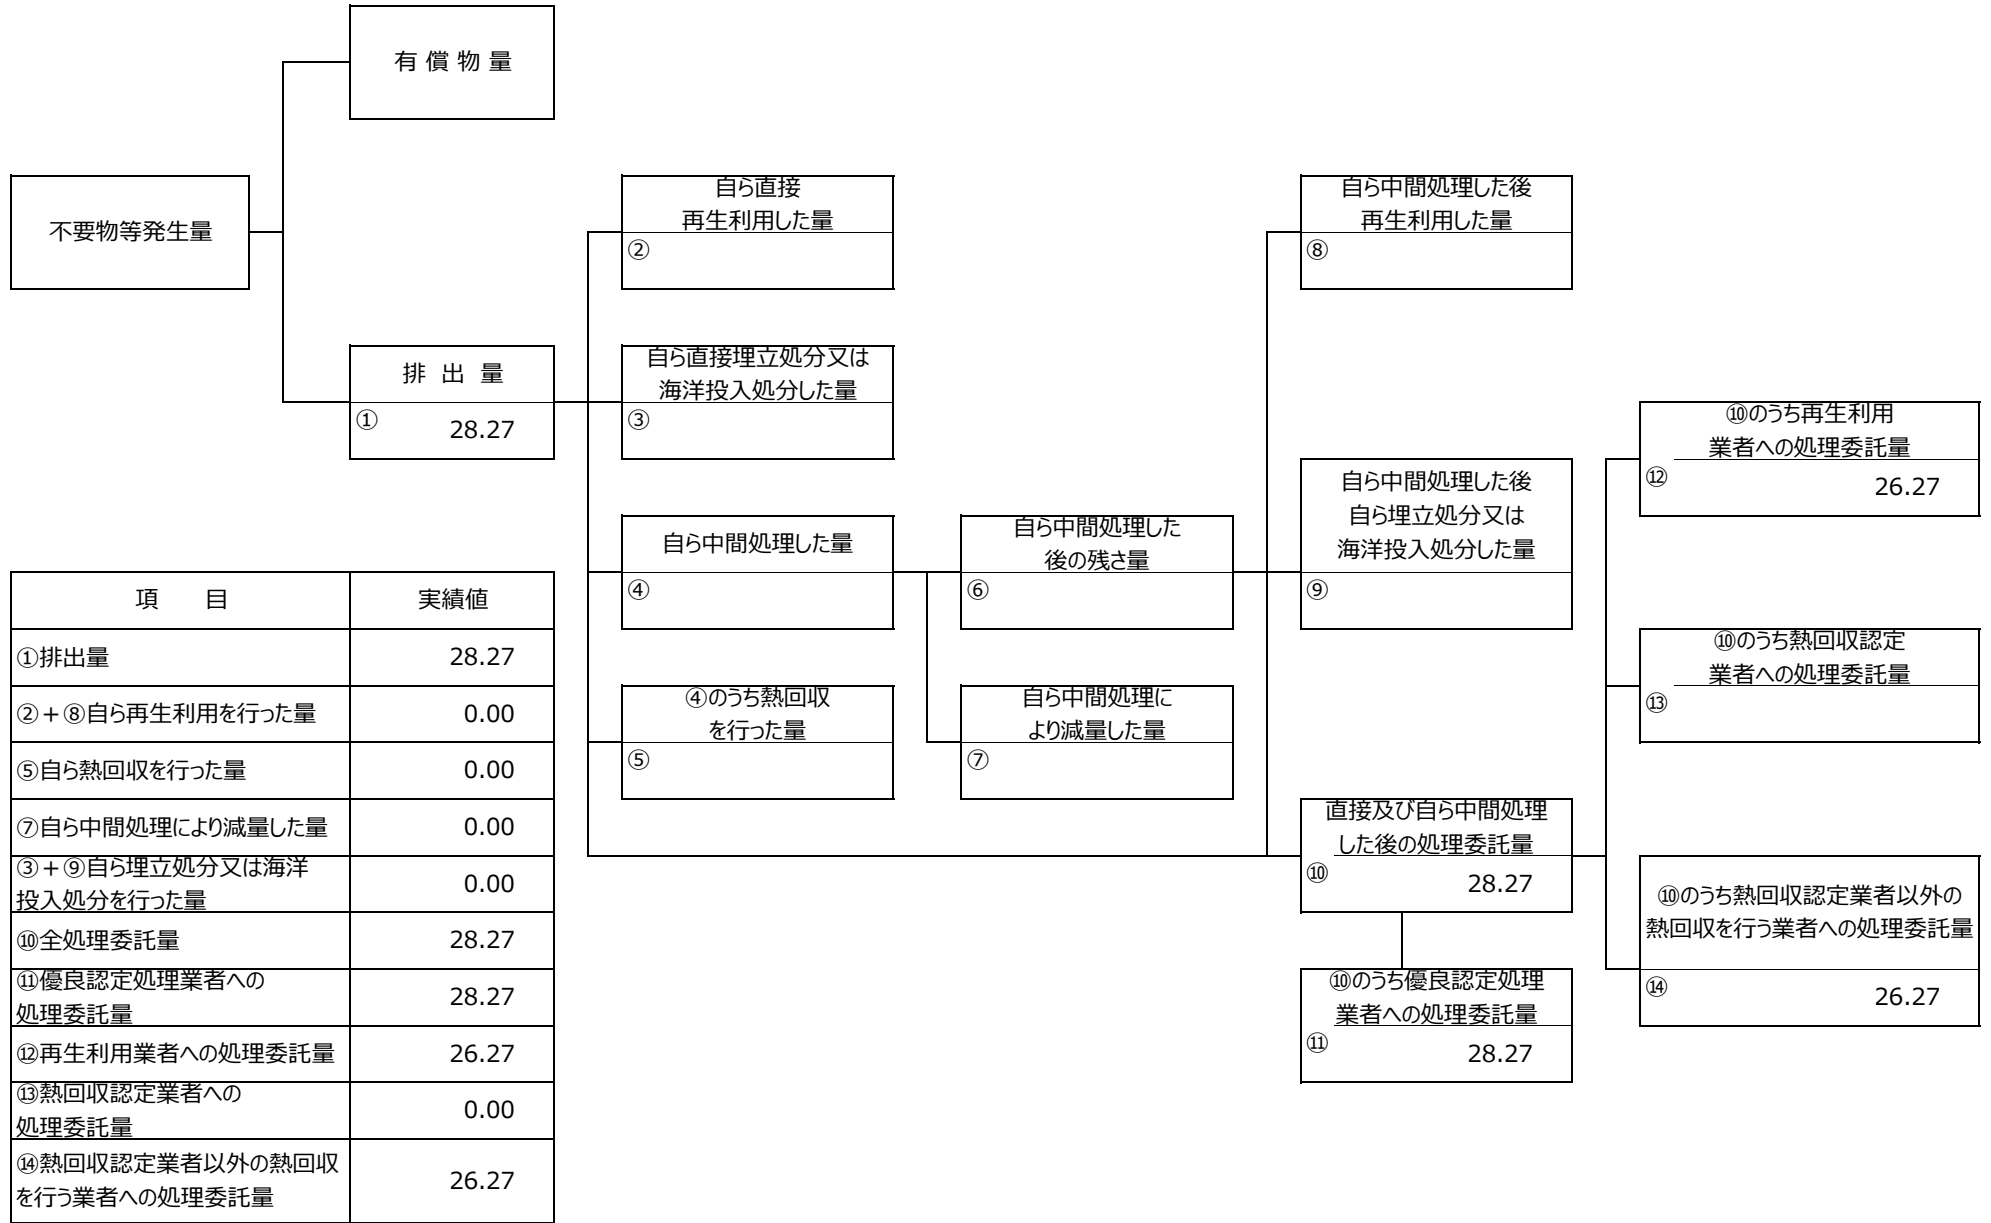 有 償 物 量
不要物等発生量
排 出 量
① 28.27
自ら直接
再生利用した量
②
自ら直接埋立処分又は
海洋投入処分した量
③
自ら中間処理した量
④
④のうち熱回収
を行った量
⑤
自ら中間処理した
後の残さ量
⑥
自ら中間処理に
より減量した量
⑦
自ら中間処理した後
再生利用した量
⑧
自ら中間処理した後
自ら埋立処分又は
海洋投入処分した量
⑨
直接及び自ら中間処理
した後の処理委託量
⑩ 28.27
⑩のうち優良認定処理
業者への処理委託量
⑪ 28.27
⑩のうち再生利用
業者への処理委託量
⑫ 26.27
⑩のうち熱回収認定
業者への処理委託量
⑬
⑩のうち熱回収認定業者以外の
熱回収を行う業者への処理委託量
⑭ 26.27
項 目 実績値
①排出量 28.27
②+⑧自ら再生利用を行った量 0.00
⑤自ら熱回収を行った量 0.00
⑦自ら中間処理により減量した量 0.00
③+⑨自ら埋立処分又は海洋
投入処分を行った量 0.00
⑩全処理委託量 28.27
⑪優良認定処理業者への
処理委託量 28.27
⑫再生利用業者への処理委託量 26.27
⑬熱回収認定業者への
処理委託量 0.00
⑭熱回収認定業者以外の熱回収
を行う業者への処理委託量 26.27